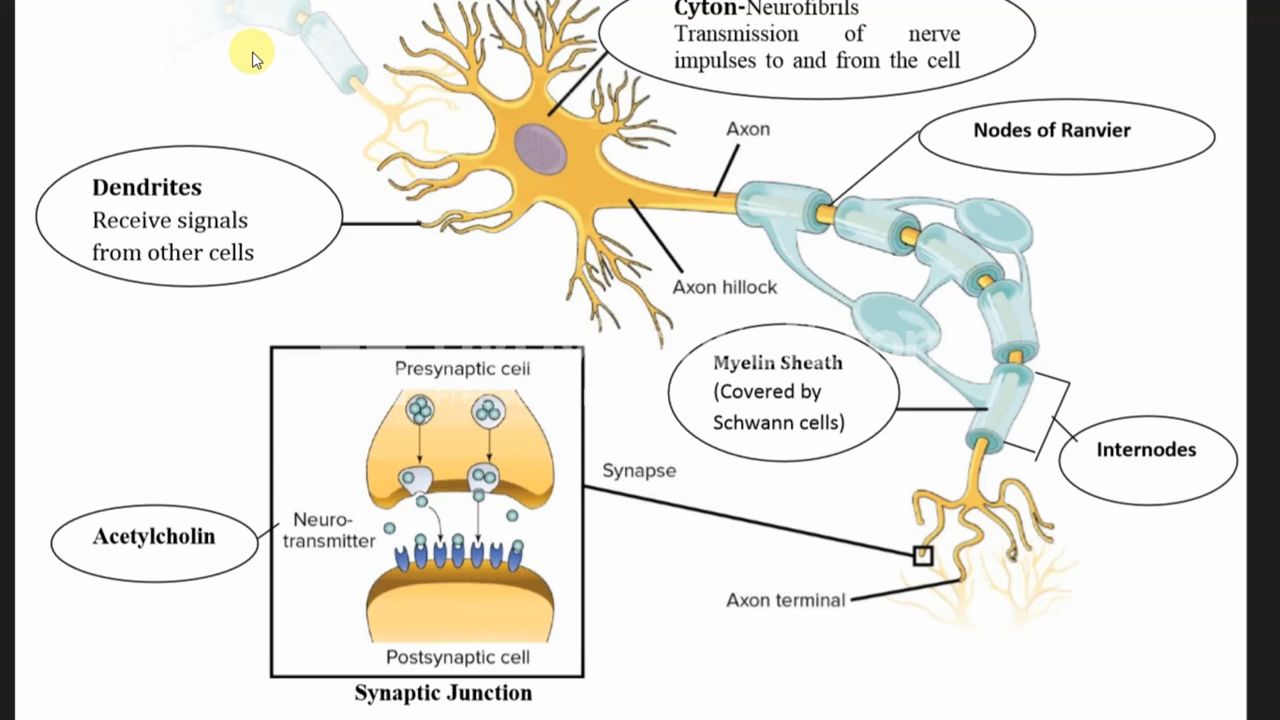 Cyton-Neurofibrils
Transmission of nerve
impulses to and from the cell
Axon
Nodes of Ranvier
Dendrites
Receive signals
from other cells
Axon hillock
Myelin Sheath
(Covered by
Schwann cells)
Internodes
Presynaptic cell
Synapse
Acetylcholin
Neuro-
transmitter
Axon terminal
Postsynaptic cell
Synaptic Junction